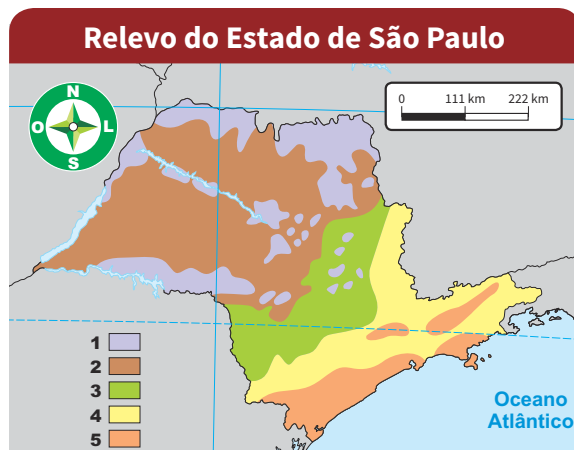 Relevo do Estado de São Paulo
N
O
L
S
0
111 km
222 km
1
2
3
4
5
Oceano
Atlântico